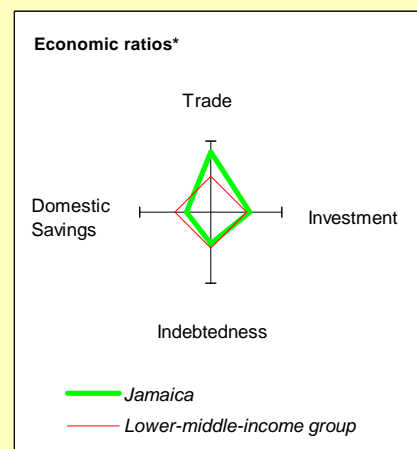 Economic ratios*
Trade
Domestic
Savings
Investment
Indebtedness
Jamaica
Lower-middle-income group